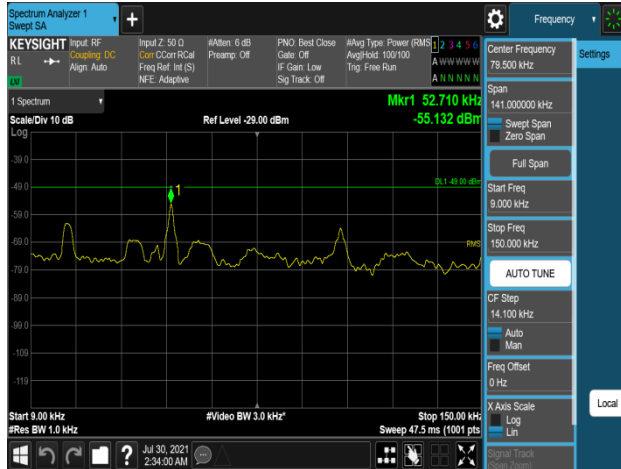 Spectrum Analyzer 1
Swept SA
Frequency
KEYSIGHT
RL
Input: RF
Coupling: DC
Align: Auto
Input Z: 50 Ω
Corr CCorr RCal
Freq Ref: Int (S)
NFE: Adaptive
#Atten: 6 dB
Preamp: Off
PNO: Best Close
Gate: Off
IF Gain: Low
Sig Track: Off
#Avg Type: Power (RMS
Avg|Hold: 100/100
Trig: Free Run
1 2 3 4 5 6
A W W W W W
A N N N N N
1 Spectrum
Mkr1 52.710 kHz
-55.132 dBm
Scale/Div 10 dB
Ref Level -29.00 dBm
Log
-39.0
-49.0
-59.0
-69.0
-79.0
-89.0
-99.0
-109
-119
DL1 -49.00 dBm
1
RMS
Start 9.00 kHz
#Video BW 3.0 kHz*
Stop 150.00 kHz
#Res BW 1.0 kHz
Sweep 47.5 ms (1001 pts
Jul 30, 2021
2:34:00 AM
Center Frequency
79.500 kHz
Settings
Span
141.000000 kHz
Swept Span
Zero Span
Full Span
Start Freq
9.000 kHz
Stop Freq
150.000 kHz
AUTO TUNE
CF Step
14.100 kHz
Auto
Man
Freq Offset
0 Hz
X Axis Scale
Log
Lin
Local
Signal Track
(Span Zoom)